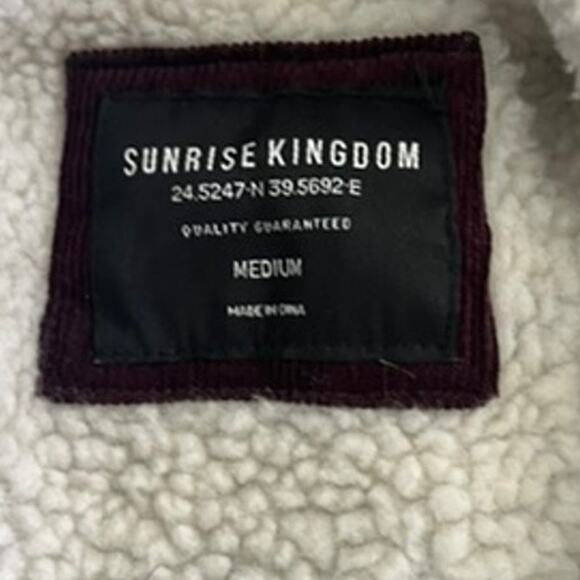 SUNRISE KINGDOM
24.5247-N 39.5692-E
QUALITY GUARANTEED
MEDIUM
MADE IN CHINA